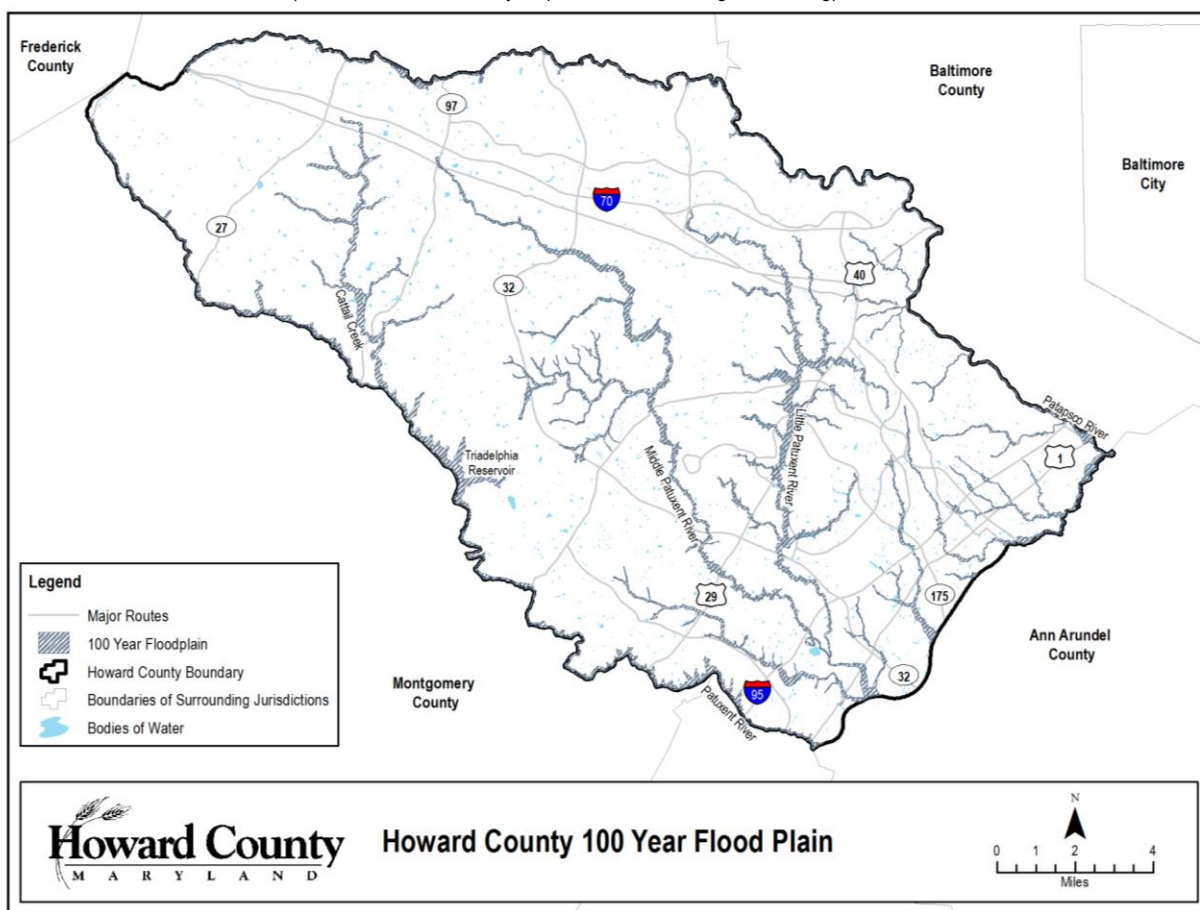 Frederick
County
Baltimore
County
Baltimore
City
97
70
27
40
32
Cattail Creek
Little Patuxent River
Patapsco River
1
Triadelphia
Reservoir
Middle Patuxent River
Legend
Major Routes
100 Year Floodplain
Howard County Boundary
Boundaries of Surrounding Jurisdictions
Bodies of Water
29
175
Ann Arundel
County
32
Montgomery
County
95
Patuxent River
Howard County
MARYLAND
Howard County 100 Year Flood Plain
N
0 1 2 4
Miles